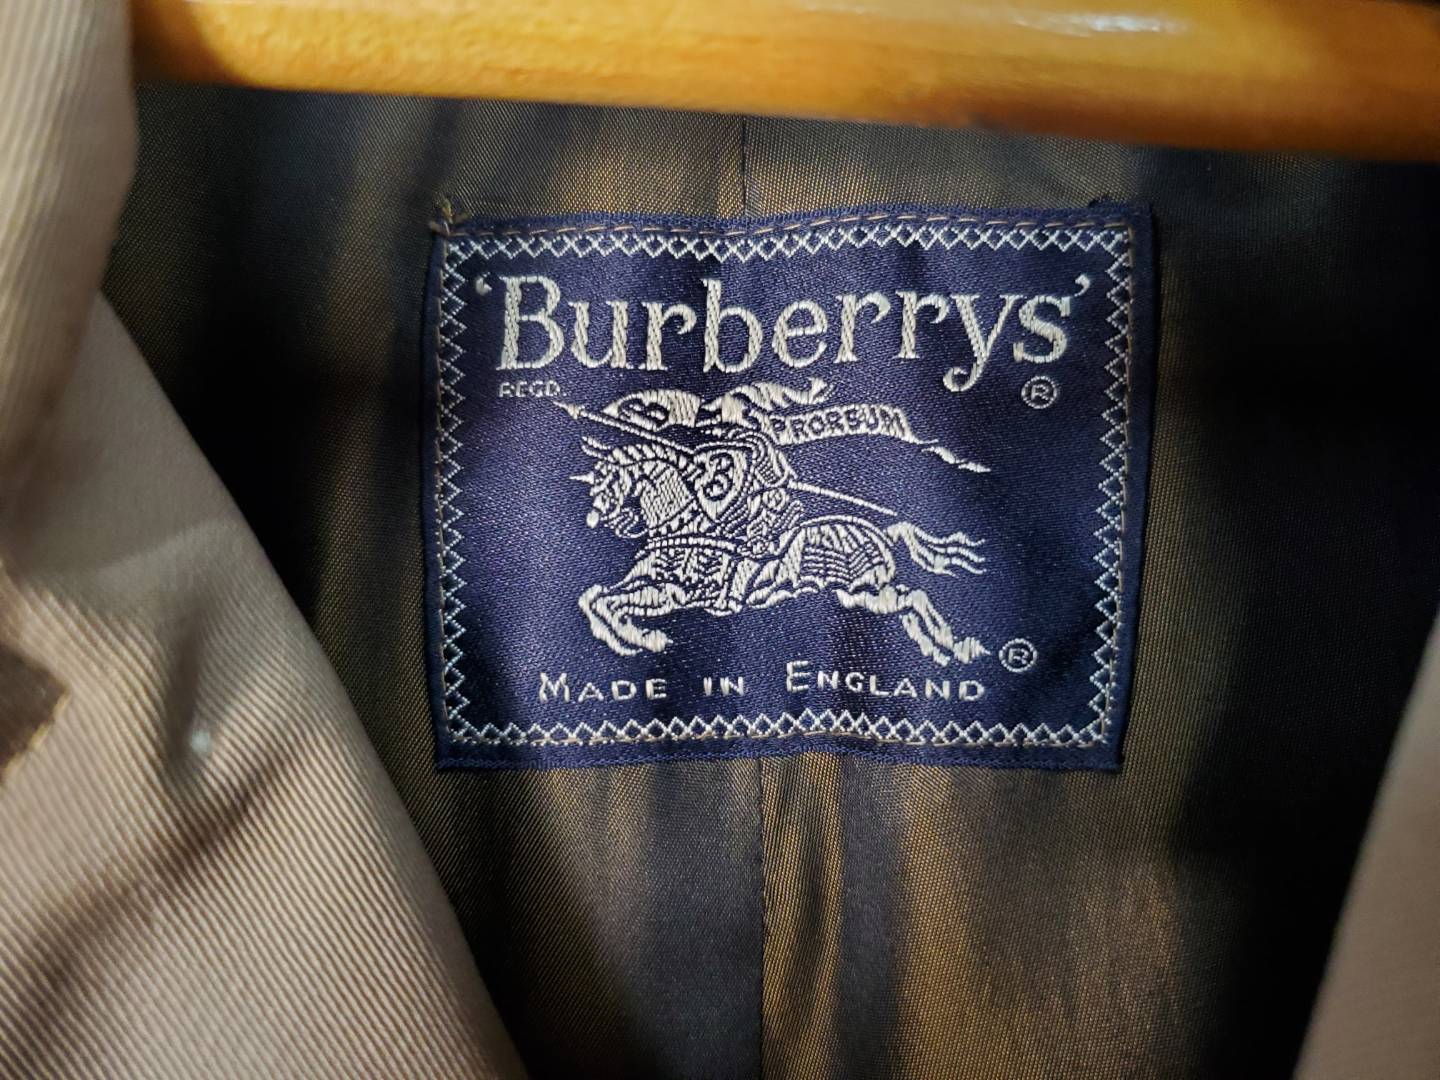 'Burberrys'
REGD. ®
B PRORSUM
B
®
MADE IN ENGLAND